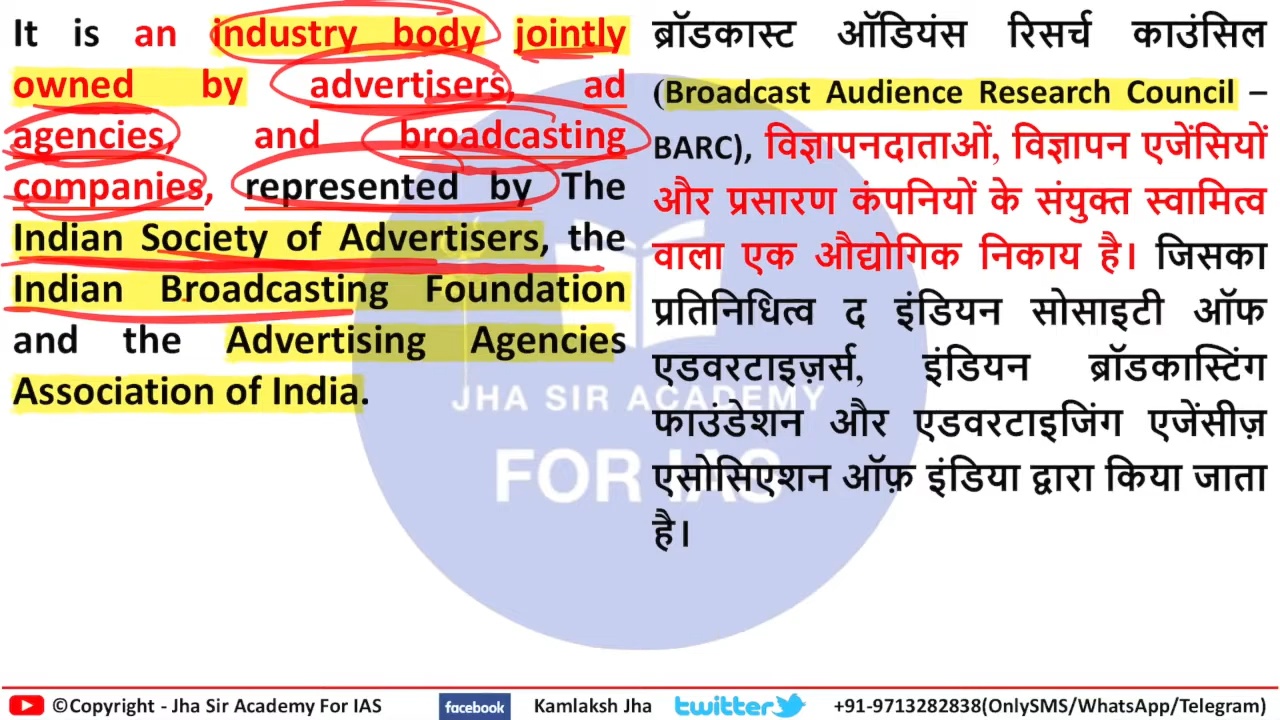 It is an industry body jointly
owned by advertisers, ad
agencies, and broadcasting
companies, represented by The
Indian Society of Advertisers, the
Indian Broadcasting Foundation
and the Advertising Agencies
Association of India.
ब्रॉडकास्ट ऑडियंस रिसर्च काउंसिल
(Broadcast Audience Research Council –
BARC), विज्ञापनदाताओं, विज्ञापन एजेंसियों
और प्रसारण कंपनियों के संयुक्त स्वामित्व
वाला एक औद्योगिक निकाय है। जिसका
प्रतिनिधित्व द इंडियन सोसाइटी ऑफ
एडवरटाइज़र्स, इंडियन ब्रॉडकास्टिंग
फाउंडेशन और एडवरटाइजिंग एजेंसीज़
एसोसिएशन ऑफ़ इंडिया द्वारा किया जाता
है।
JHA SIR ACADEMY
FOR IAS
©Copyright - Jha Sir Academy For IAS facebook Kamlaksh Jha twitter +91-9713282838(OnlySMS/WhatsApp/Telegram)